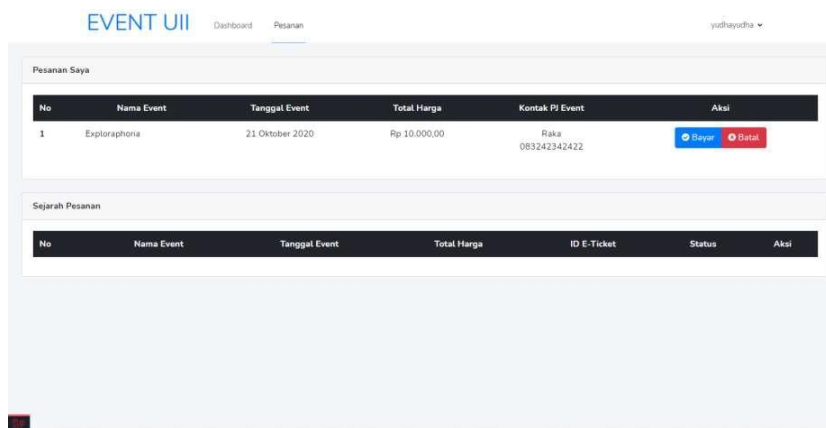 EVENT UII Dashboard Pesanan yudhayudha
Pesanan Saya
No Nama Event Tanggal Event Total Harga Kontak PJ Event Aksi
1 Exploraphoria 21 Oktober 2020 Rp 10.000,00 Raka Bayar Batal
083242342422
Sejarah Pesanan
No Nama Event Tanggal Event Total Harga ID E-Ticket Status Aksi